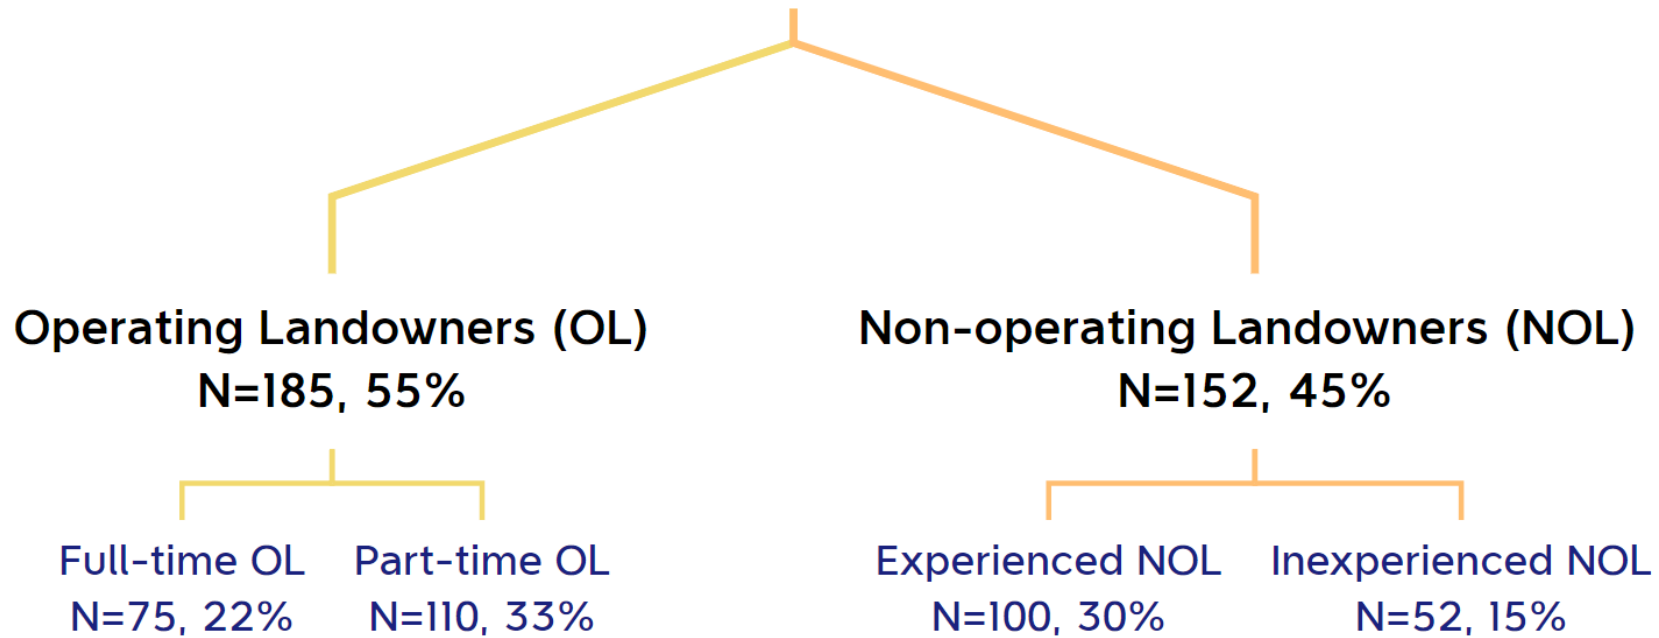 Operating Landowners (OL)
N=185, 55%
Non-operating Landowners (NOL)
N=152, 45%
Full-time OL
N=75, 22%
Part-time OL
N=110, 33%
Experienced NOL
N=100, 30%
Inexperienced NOL
N=52, 15%